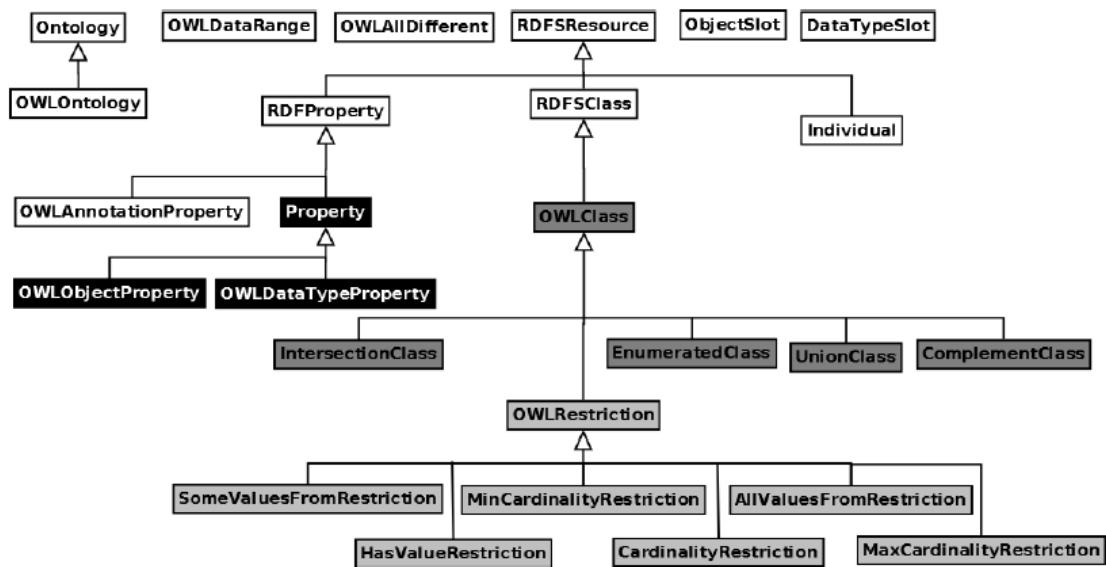 Ontology
OWLDataRange
OWLAllDifferent
RDFSResource
ObjectSlot
DataTypeSlot
OWLOntology
RDFProperty
RDFSClass
Individual
OWLAnnotationProperty
Property
OWLClass
OWLObjectProperty
OWLDataTypeProperty
IntersectionClass
EnumeratedClass
UnionClass
ComplementClass
OWLRestriction
SomeValuesFromRestriction
MinCardinalityRestriction
AllValuesFromRestriction
HasValueRestriction
CardinalityRestriction
MaxCardinalityRestriction